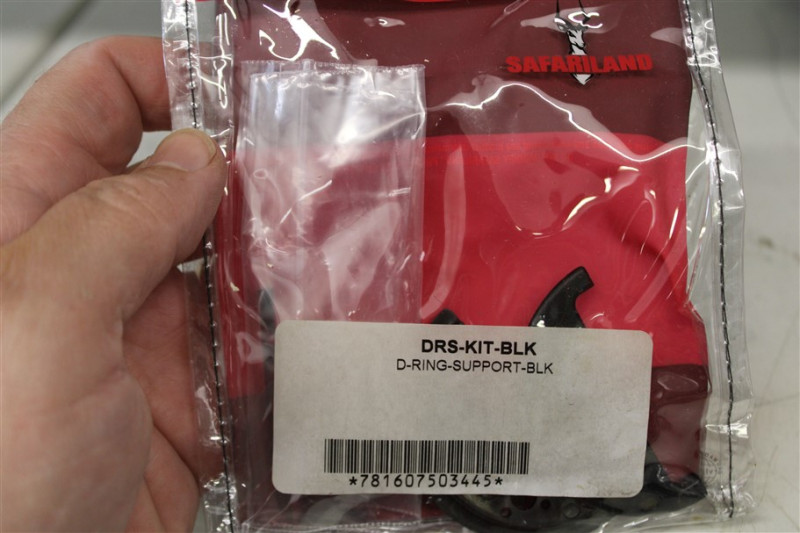 SAFARILAND
DRS-KIT-BLK
D-RING-SUPPORT-BLK
*781607503445*